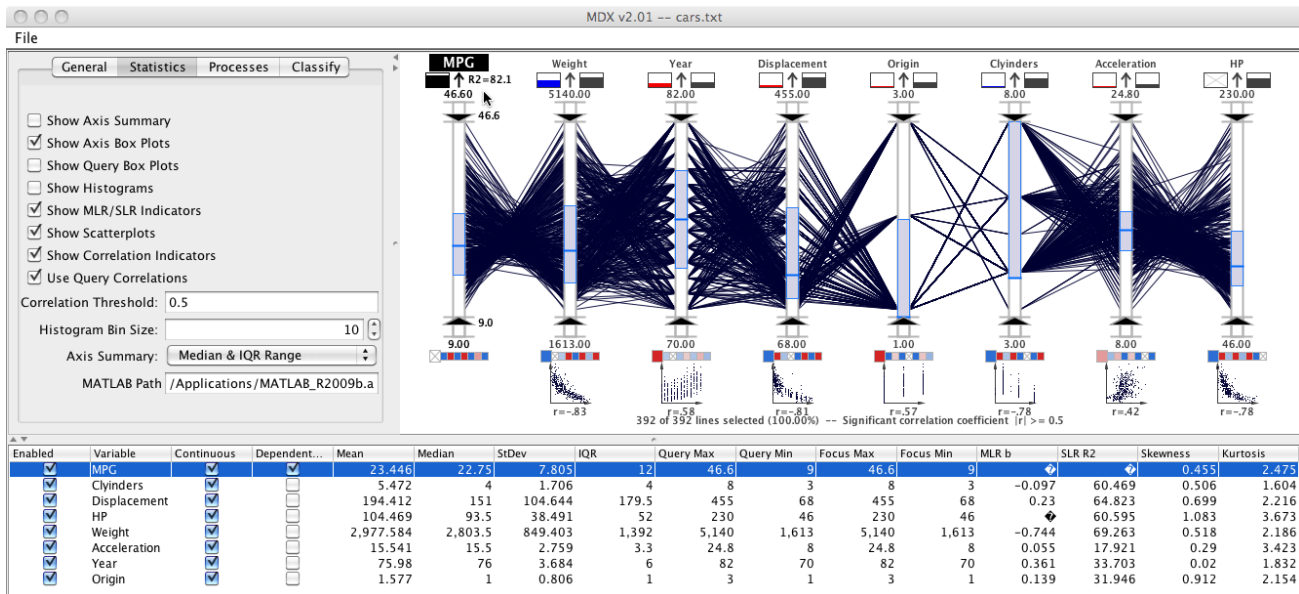 MDX v2.01 -- cars.txt
File
General Statistics Processes Classify
Show Axis Summary
Show Axis Box Plots
Show Query Box Plots
Show Histograms
Show MLR/SLR Indicators
Show Scatterplots
Show Correlation Indicators
Use Query Correlations
Correlation Threshold: 0.5
Histogram Bin Size: 10
Axis Summary: Median & IQR Range
MATLAB Path /Applications/MATLAB_R2009b.a
MPG Weight Year Displacement Origin Clyinders Acceleration HP
R2=82.1
46.60 5140.00 82.00 455.00 3.00 8.00 24.80 230.00
46.6
9.0
9.00 1613.00 70.00 68.00 1.00 3.00 8.00 46.00
r=-.83 r=.58 r=-.81 r=.57 r=-.78 r=.42 r=-.78
392 of 392 lines selected (100.00%) -- Significant correlation coefficient |r| >= 0.5
Enabled Variable Continuous Dependent... Mean Median StDev IQR Query Max Query Min Focus Max Focus Min MLR b SLR R2 Skewness Kurtosis
MPG 23.446 22.75 7.805 12 46.6 9 46.6 9 � � 0.455 2.475
Clyinders 5.472 4 1.706 4 8 3 8 3 -0.097 60.469 0.506 1.604
Displacement 194.412 151 104.644 179.5 455 68 455 68 0.23 64.823 0.699 2.216
HP 104.469 93.5 38.491 52 230 46 230 46 � 60.595 1.083 3.673
Weight 2,977.584 2,803.5 849.403 1,392 5,140 1,613 5,140 1,613 -0.744 69.263 0.518 2.186
Acceleration 15.541 15.5 2.759 3.3 24.8 8 24.8 8 0.055 17.921 0.29 3.423
Year 75.98 76 3.684 6 82 70 82 70 0.361 33.703 0.02 1.832
Origin 1.577 1 0.806 1 3 1 3 1 0.139 31.946 0.912 2.154